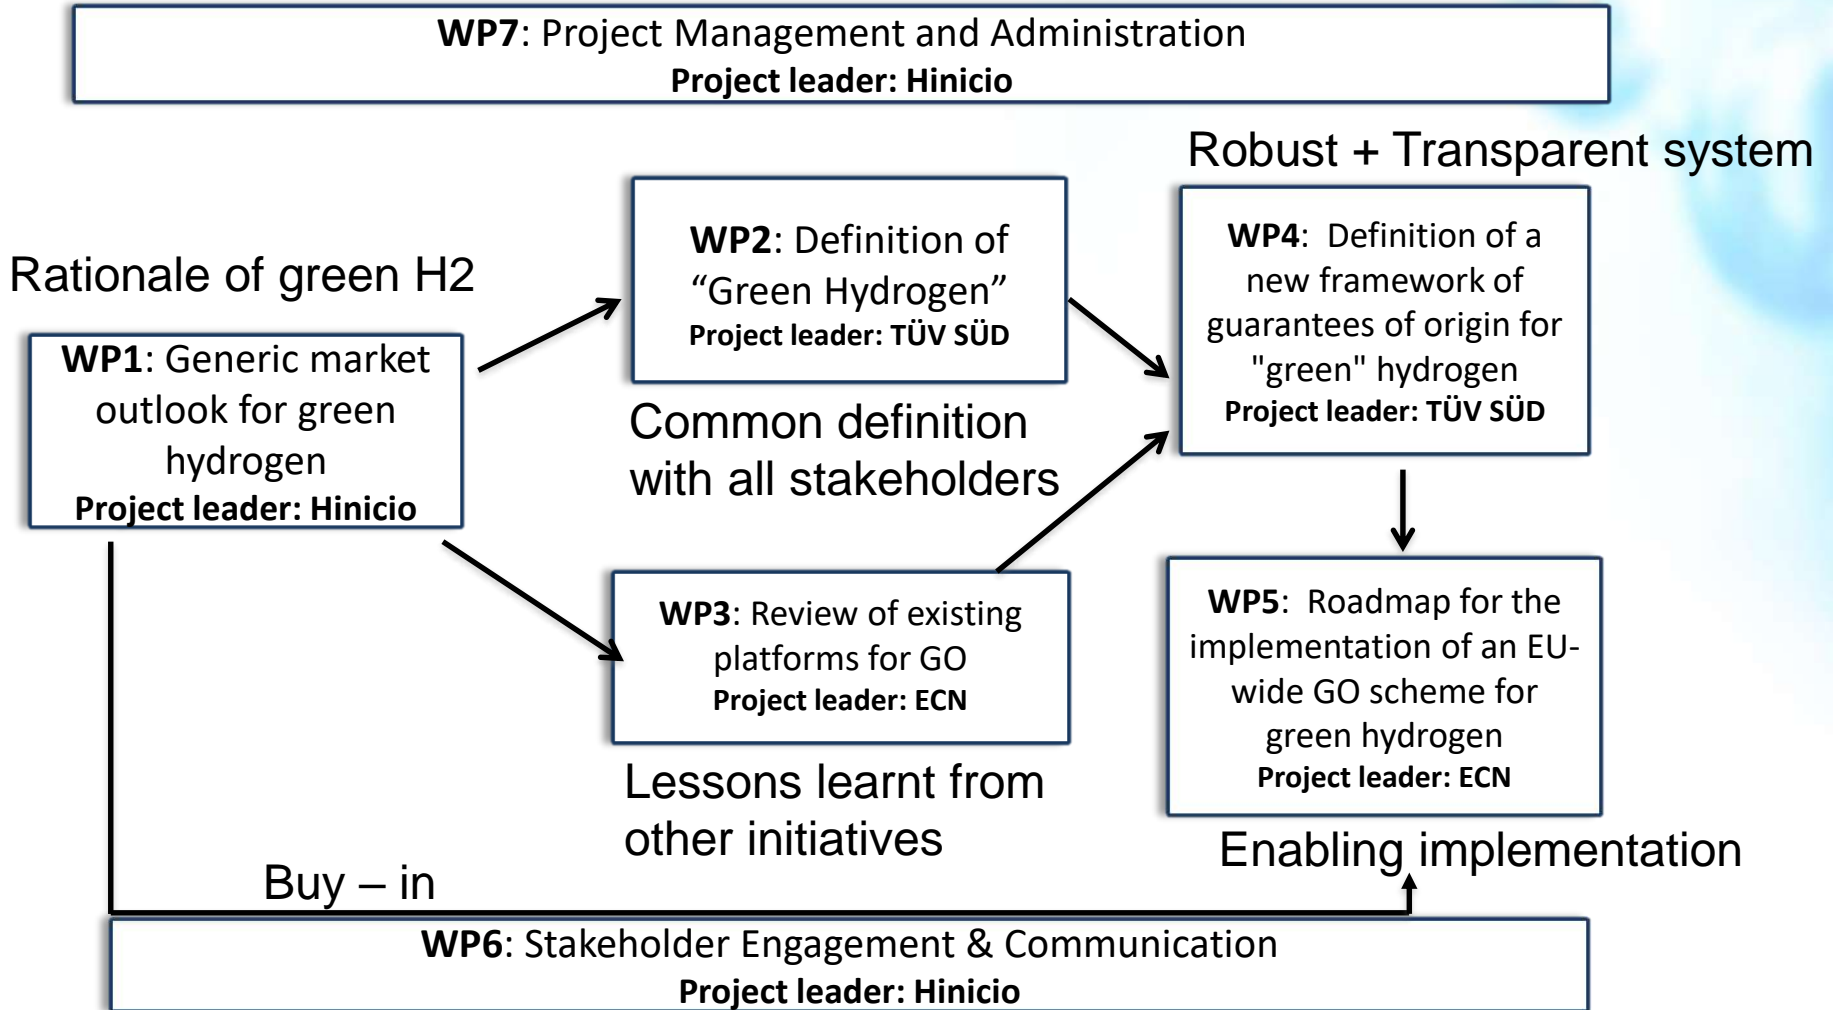 WP7: Project Management and Administration
Project leader: Hinicio
Robust + Transparent system
Rationale of green H2
WP1: Generic market
outlook for green
hydrogen
Project leader: Hinicio
WP2: Definition of
“Green Hydrogen”
Project leader: TÜV SÜD
Common definition
with all stakeholders
WP3: Review of existing
platforms for GO
Project leader: ECN
Lessons learnt from
other initiatives
WP4:  Definition of a
new framework of
guarantees of origin for
"green" hydrogen
Project leader: TÜV SÜD
WP5:  Roadmap for the
implementation of an EU-
wide GO scheme for
green hydrogen
Project leader: ECN
Enabling implementation
Buy – in
WP6: Stakeholder Engagement & Communication
Project leader: Hinicio